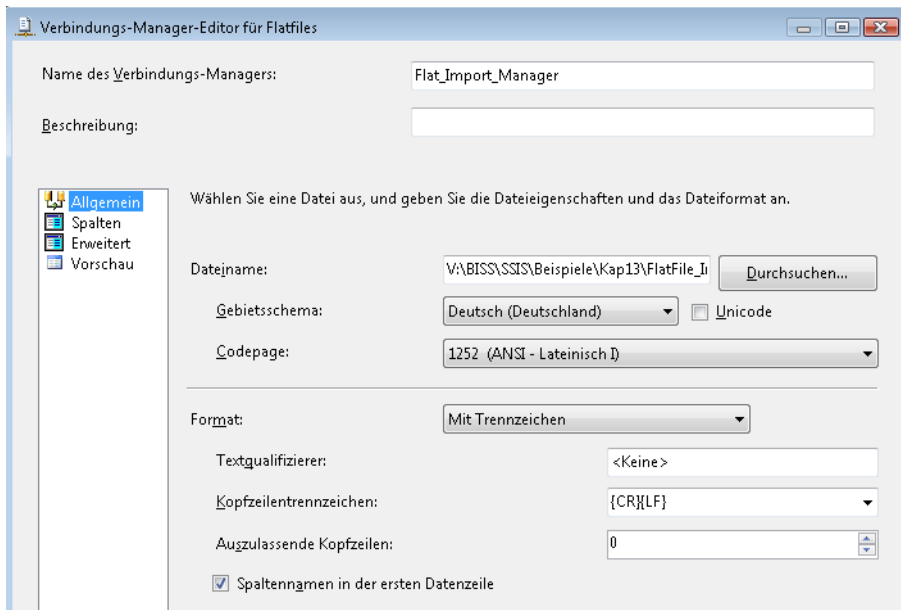 Verbindungs-Manager-Editor für Flatfiles
Name des Verbindungs-Managers: Flat_Import_Manager
Beschreibung:
Allgemein
Spalten
Erweitert
Vorschau
Wählen Sie eine Datei aus, und geben Sie die Dateieigenschaften und das Dateiformat an.
Dateiname: V:\BISS\SSIS\Beispiele\Kap13\FlatFile_I Durchsuchen...
Gebietsschema: Deutsch (Deutschland) Unicode
Codepage: 1252 (ANSI - Lateinisch I)
Format: Mit Trennzeichen
Textqualifizierer: <Keine>
Kopfzeilentrennzeichen: {CR}{LF}
Auszulassende Kopfzeilen: 0
Spaltennamen in der ersten Datenzeile